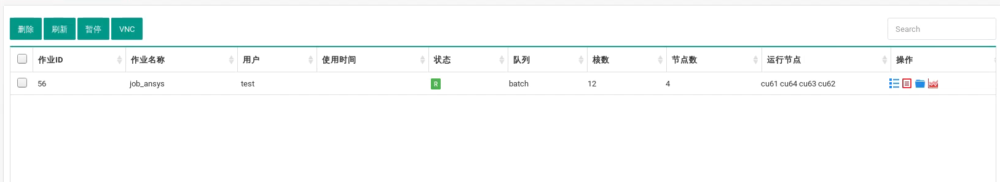 删除 刷新 暂停 VNC Search
作业ID 作业名称 用户 使用时间 状态 队列 核数 节点数 运行节点 操作
56 job_ansys test R batch 12 4 cu61 cu64 cu63 cu62